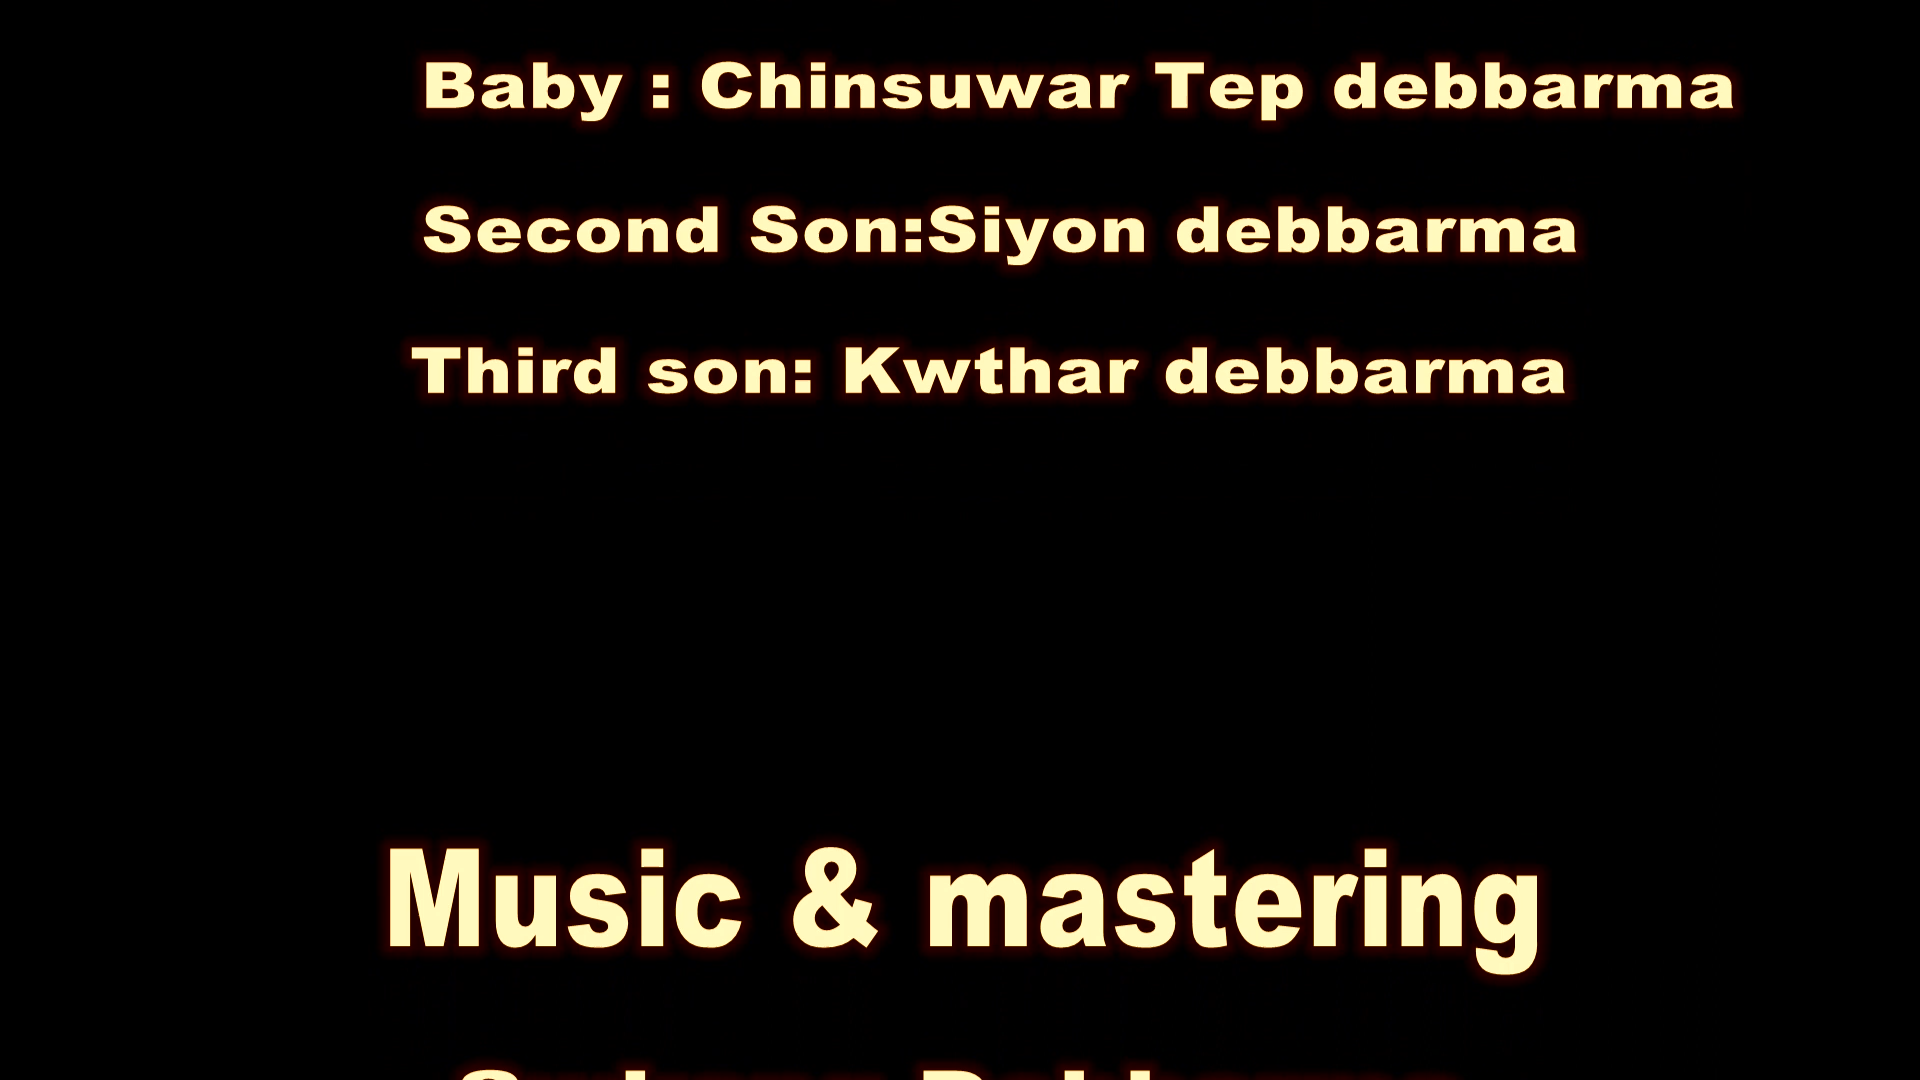 Baby : Chinsuwar Tep debbarma
Second Son:Siyon debbarma
Third son: Kwthar debbarma
Music & mastering